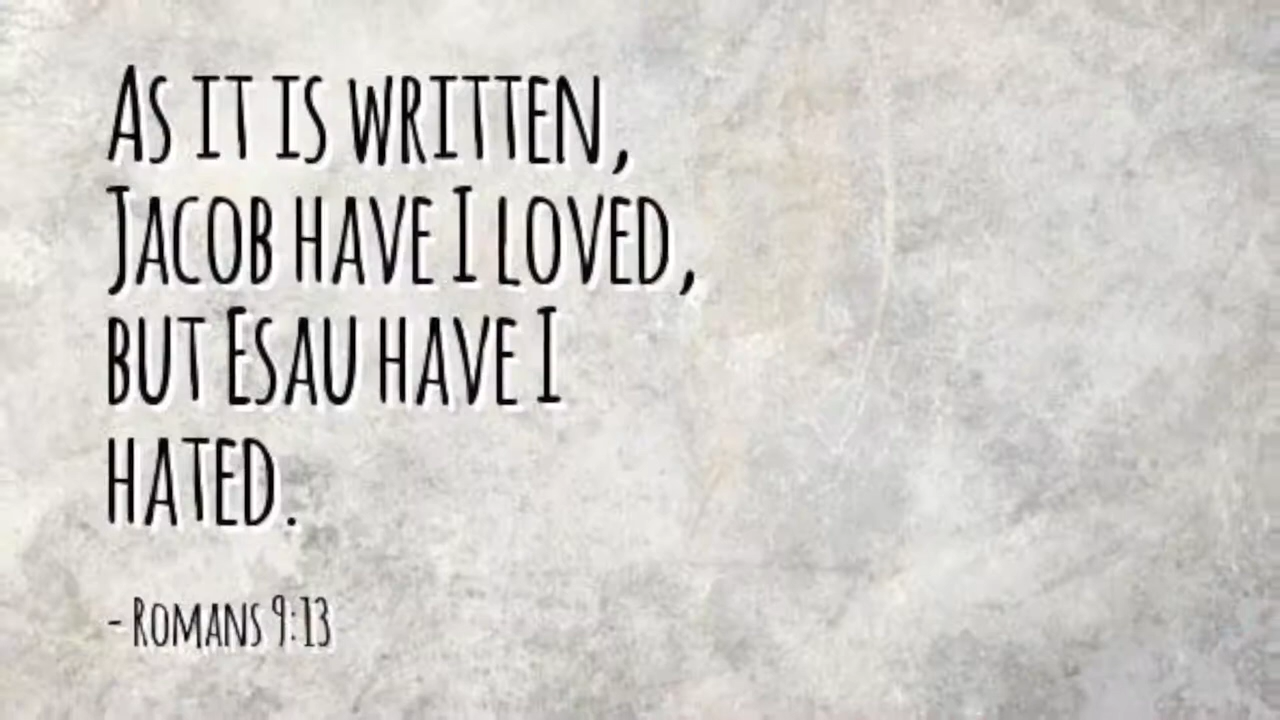 As it is written,
Jacob have I loved,
but Esau have I
hated.
- Romans 9:13